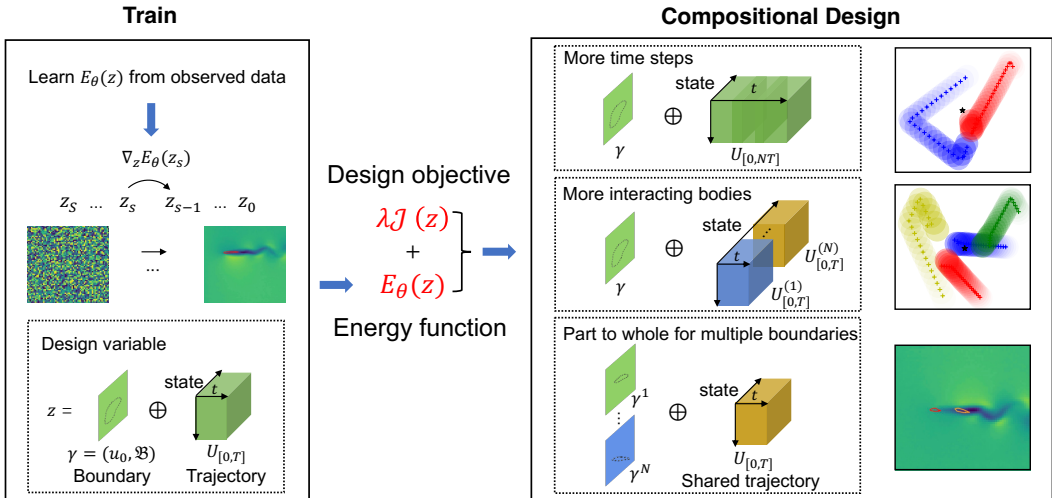 Train
Learn E_θ(z) from observed data
∇_z E_θ(z_s)
z_S ... z_s z_{s−1} ... z_0
...
Design variable
state
t
z = ⊕
U_{[0,T]}
γ = (u_0, 𝔅)
Boundary Trajectory
Design objective
λ𝒥 (z)
+
E_θ(z)
Energy function
Compositional Design
More time steps
state
t
⊕
γ
U_{[0,NT]}
More interacting bodies
state
...
t
⊕
U^{(N)}_{[0,T]}
γ
U^{(1)}_{[0,T]}
Part to whole for multiple boundaries
state
t
γ^1
⋮ ⊕
γ^N
U_{[0,T]}
Shared trajectory